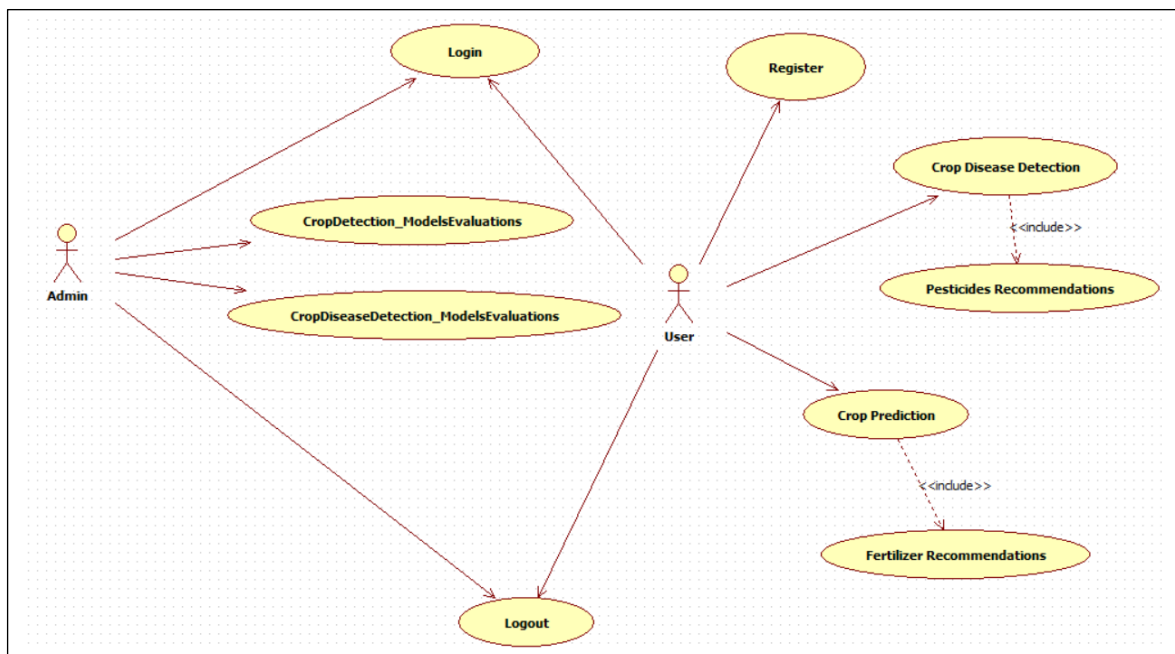 Login
Register
Crop Disease Detection
CropDetection_ModelsEvaluations
<<include>>
Admin
Pesticides Recommendations
CropDiseaseDetection_ModelsEvaluations
User
Crop Prediction
<<include>>
Fertilizer Recommendations
Logout